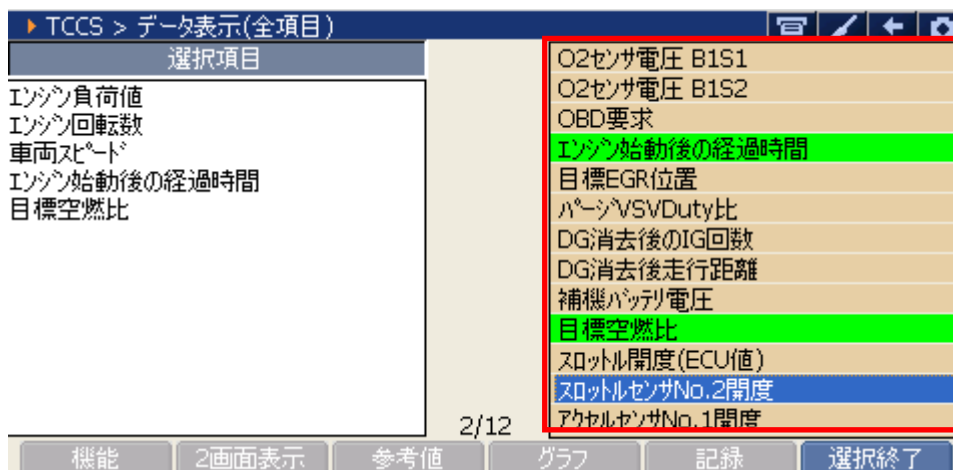 TCCS > データ表示(全項目)
選択項目
エンジン負荷値
エンジン回転数
車両スピード
エンジン始動後の経過時間
目標空燃比
2/12
O2センサ電圧 B1S1
O2センサ電圧 B1S2
OBD要求
エンジン始動後の経過時間
目標EGR位置
パージVSVDuty比
DG消去後のIG回数
DG消去後走行距離
補機バッテリ電圧
目標空燃比
スロットル開度(ECU値)
スロットルセンサNo.2開度
アクセルセンサNo.1開度
機能
2画面表示
参考値
グラフ
記録
選択終了